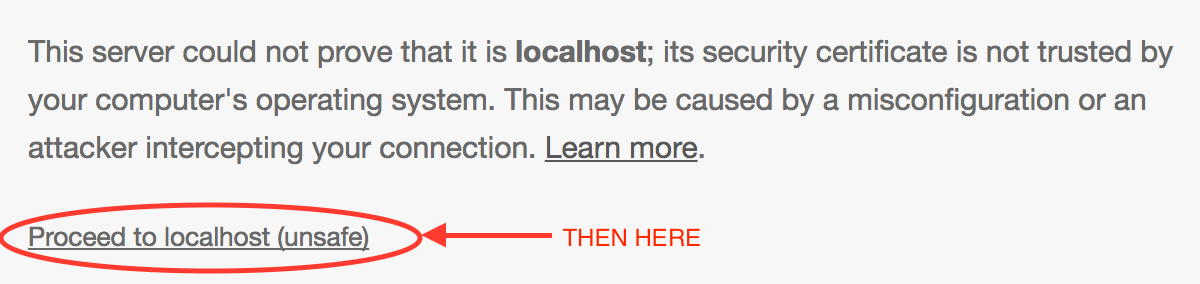 This server could not prove that it is localhost; its security certificate is not trusted by
your computer's operating system. This may be caused by a misconfiguration or an
attacker intercepting your connection. Learn more.
Proceed to localhost (unsafe) THEN HERE